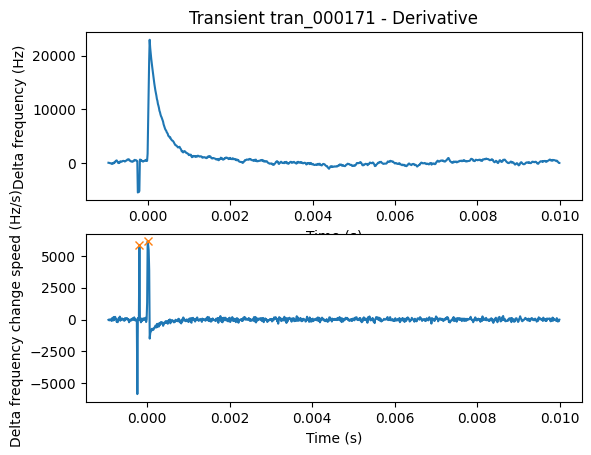 Transient tran_000171 - Derivative
Delta frequency (Hz)
20000
10000
0
0.000 0.002 0.004 0.006 0.008 0.010
Time (s)
Delta frequency change speed (Hz/s)
5000
2500
0
−2500
−5000
0.000 0.002 0.004 0.006 0.008 0.010
Time (s)